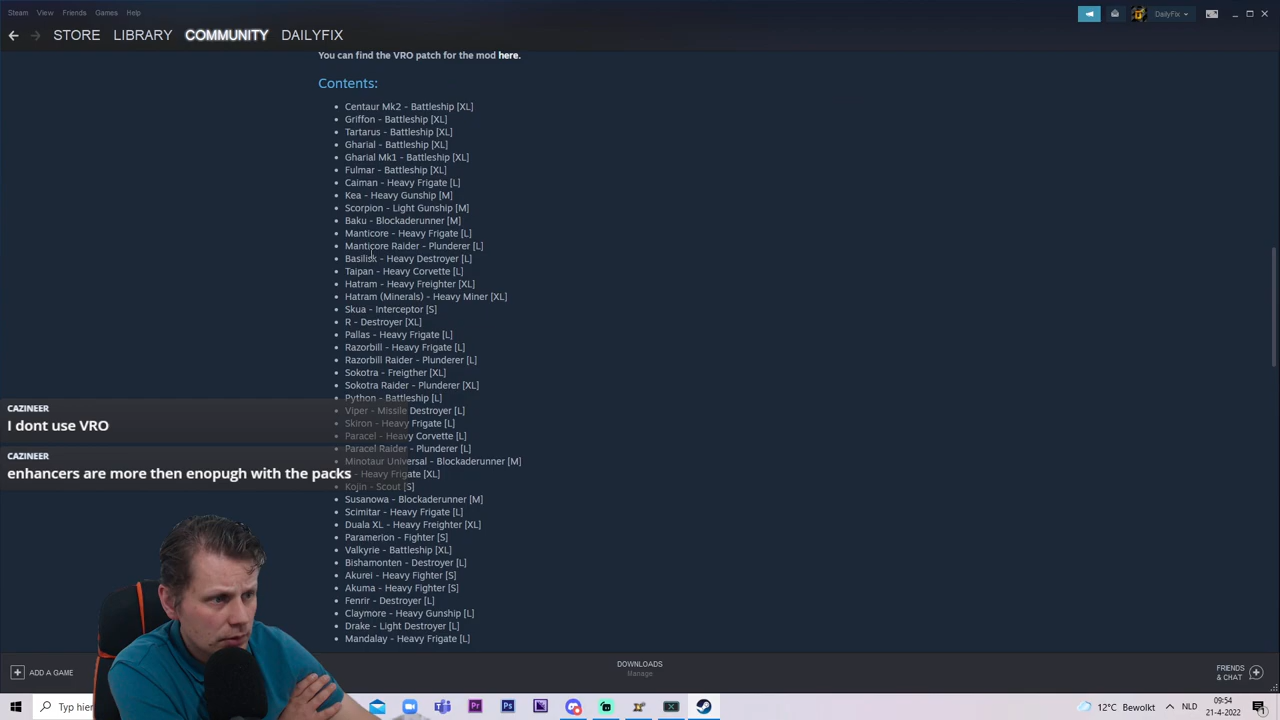 Steam View Friends Games Help
DailyFix
STORE LIBRARY COMMUNITY DAILYFIX
You can find the VRO patch for the mod here.
Contents:
Centaur Mk2 - Battleship [XL]
Griffon - Battleship [XL]
Tartarus - Battleship [XL]
Gharial - Battleship [XL]
Gharial Mk1 - Battleship [XL]
Fulmar - Battleship [XL]
Caiman - Heavy Frigate [L]
Kea - Heavy Gunship [M]
Scorpion - Light Gunship [M]
Baku - Blockaderunner [M]
Manticore - Heavy Frigate [L]
Manticore Raider - Plunderer [L]
Basilisk - Heavy Destroyer [L]
Taipan - Heavy Corvette [L]
Hatram - Heavy Freighter [XL]
Hatram (Minerals) - Heavy Miner [XL]
Skua - Interceptor [S]
R - Destroyer [XL]
Pallas - Heavy Frigate [L]
Razorbill - Heavy Frigate [L]
Razorbill Raider - Plunderer [L]
Sokotra - Freigther [XL]
Sokotra Raider - Plunderer [XL]
Python - Battleship [L]
Viper - Missile Destroyer [L]
Skiron - Heavy Frigate [L]
Paracel - Heavy Corvette [L]
Paracel Raider - Plunderer [L]
Minotaur Universal - Blockaderunner [M]
- Heavy Frigate [XL]
Kojin - Scout [S]
Susanowa - Blockaderunner [M]
Scimitar - Heavy Frigate [L]
Duala XL - Heavy Freighter [XL]
Paramerion - Fighter [S]
Valkyrie - Battleship [XL]
Bishamonten - Destroyer [L]
Akurei - Heavy Fighter [S]
Akuma - Heavy Fighter [S]
Fenrir - Destroyer [L]
Claymore - Heavy Gunship [L]
Drake - Light Destroyer [L]
Mandalay - Heavy Frigate [L]
CAZINEER
I dont use VRO
CAZINEER
enhancers are more then enopugh with the packs
ADD A GAME
DOWNLOADS
Manage
FRIENDS
& CHAT
Typ hier
Pr
Ps
12°C Bewolkt
NLD
09:54
21-4-2022